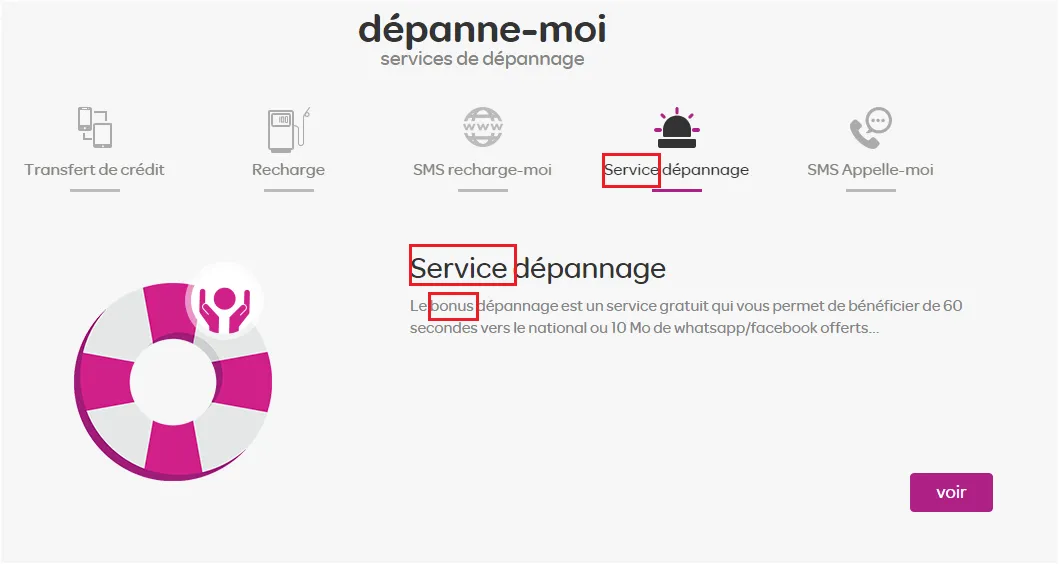 dépanne-moi
services de dépannage
100
Transfert de crédit
Recharge
www
SMS recharge-moi
Service dépannage
SMS Appelle-moi
Service dépannage
Le bonus dépannage est un service gratuit qui vous permet de bénéficier de 60
secondes vers le national ou 10 Mo de whatsapp/facebook offerts...
voir